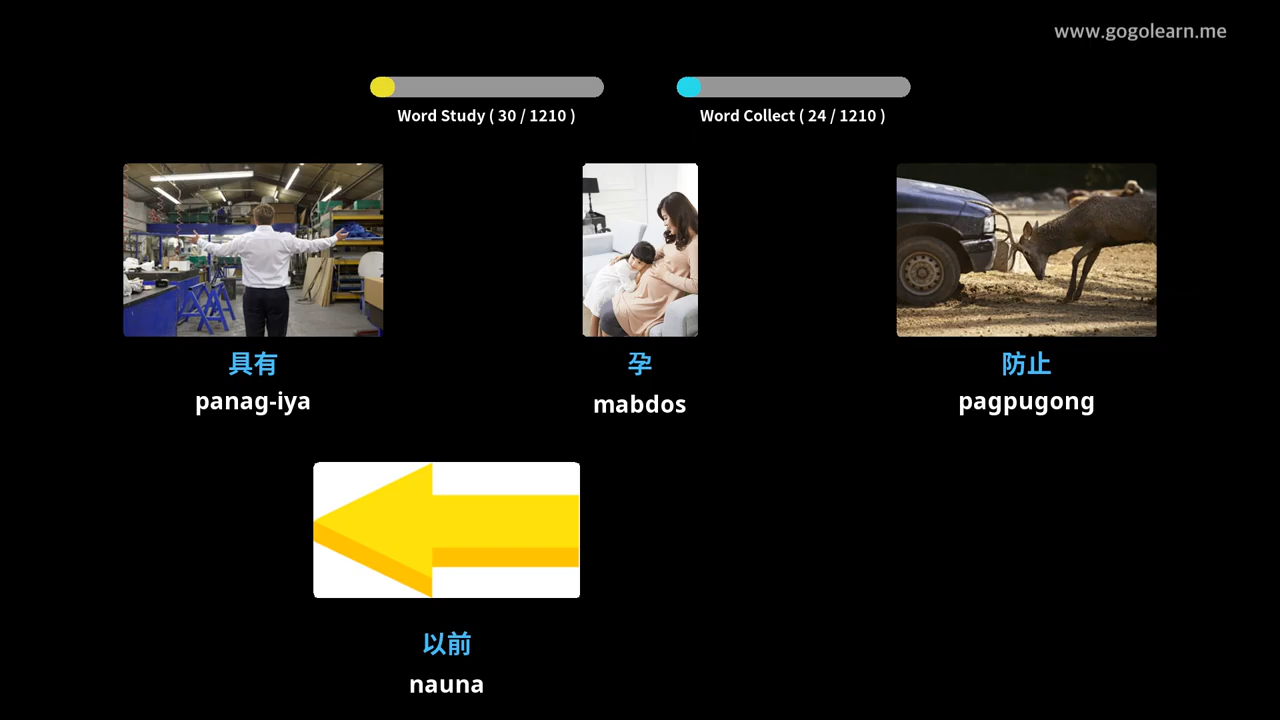 www.gogolearn.me
Word Study ( 30 / 1210 )
Word Collect ( 24 / 1210 )
具有
panag-iya
孕
mabdos
防止
pagpugong
以前
nauna